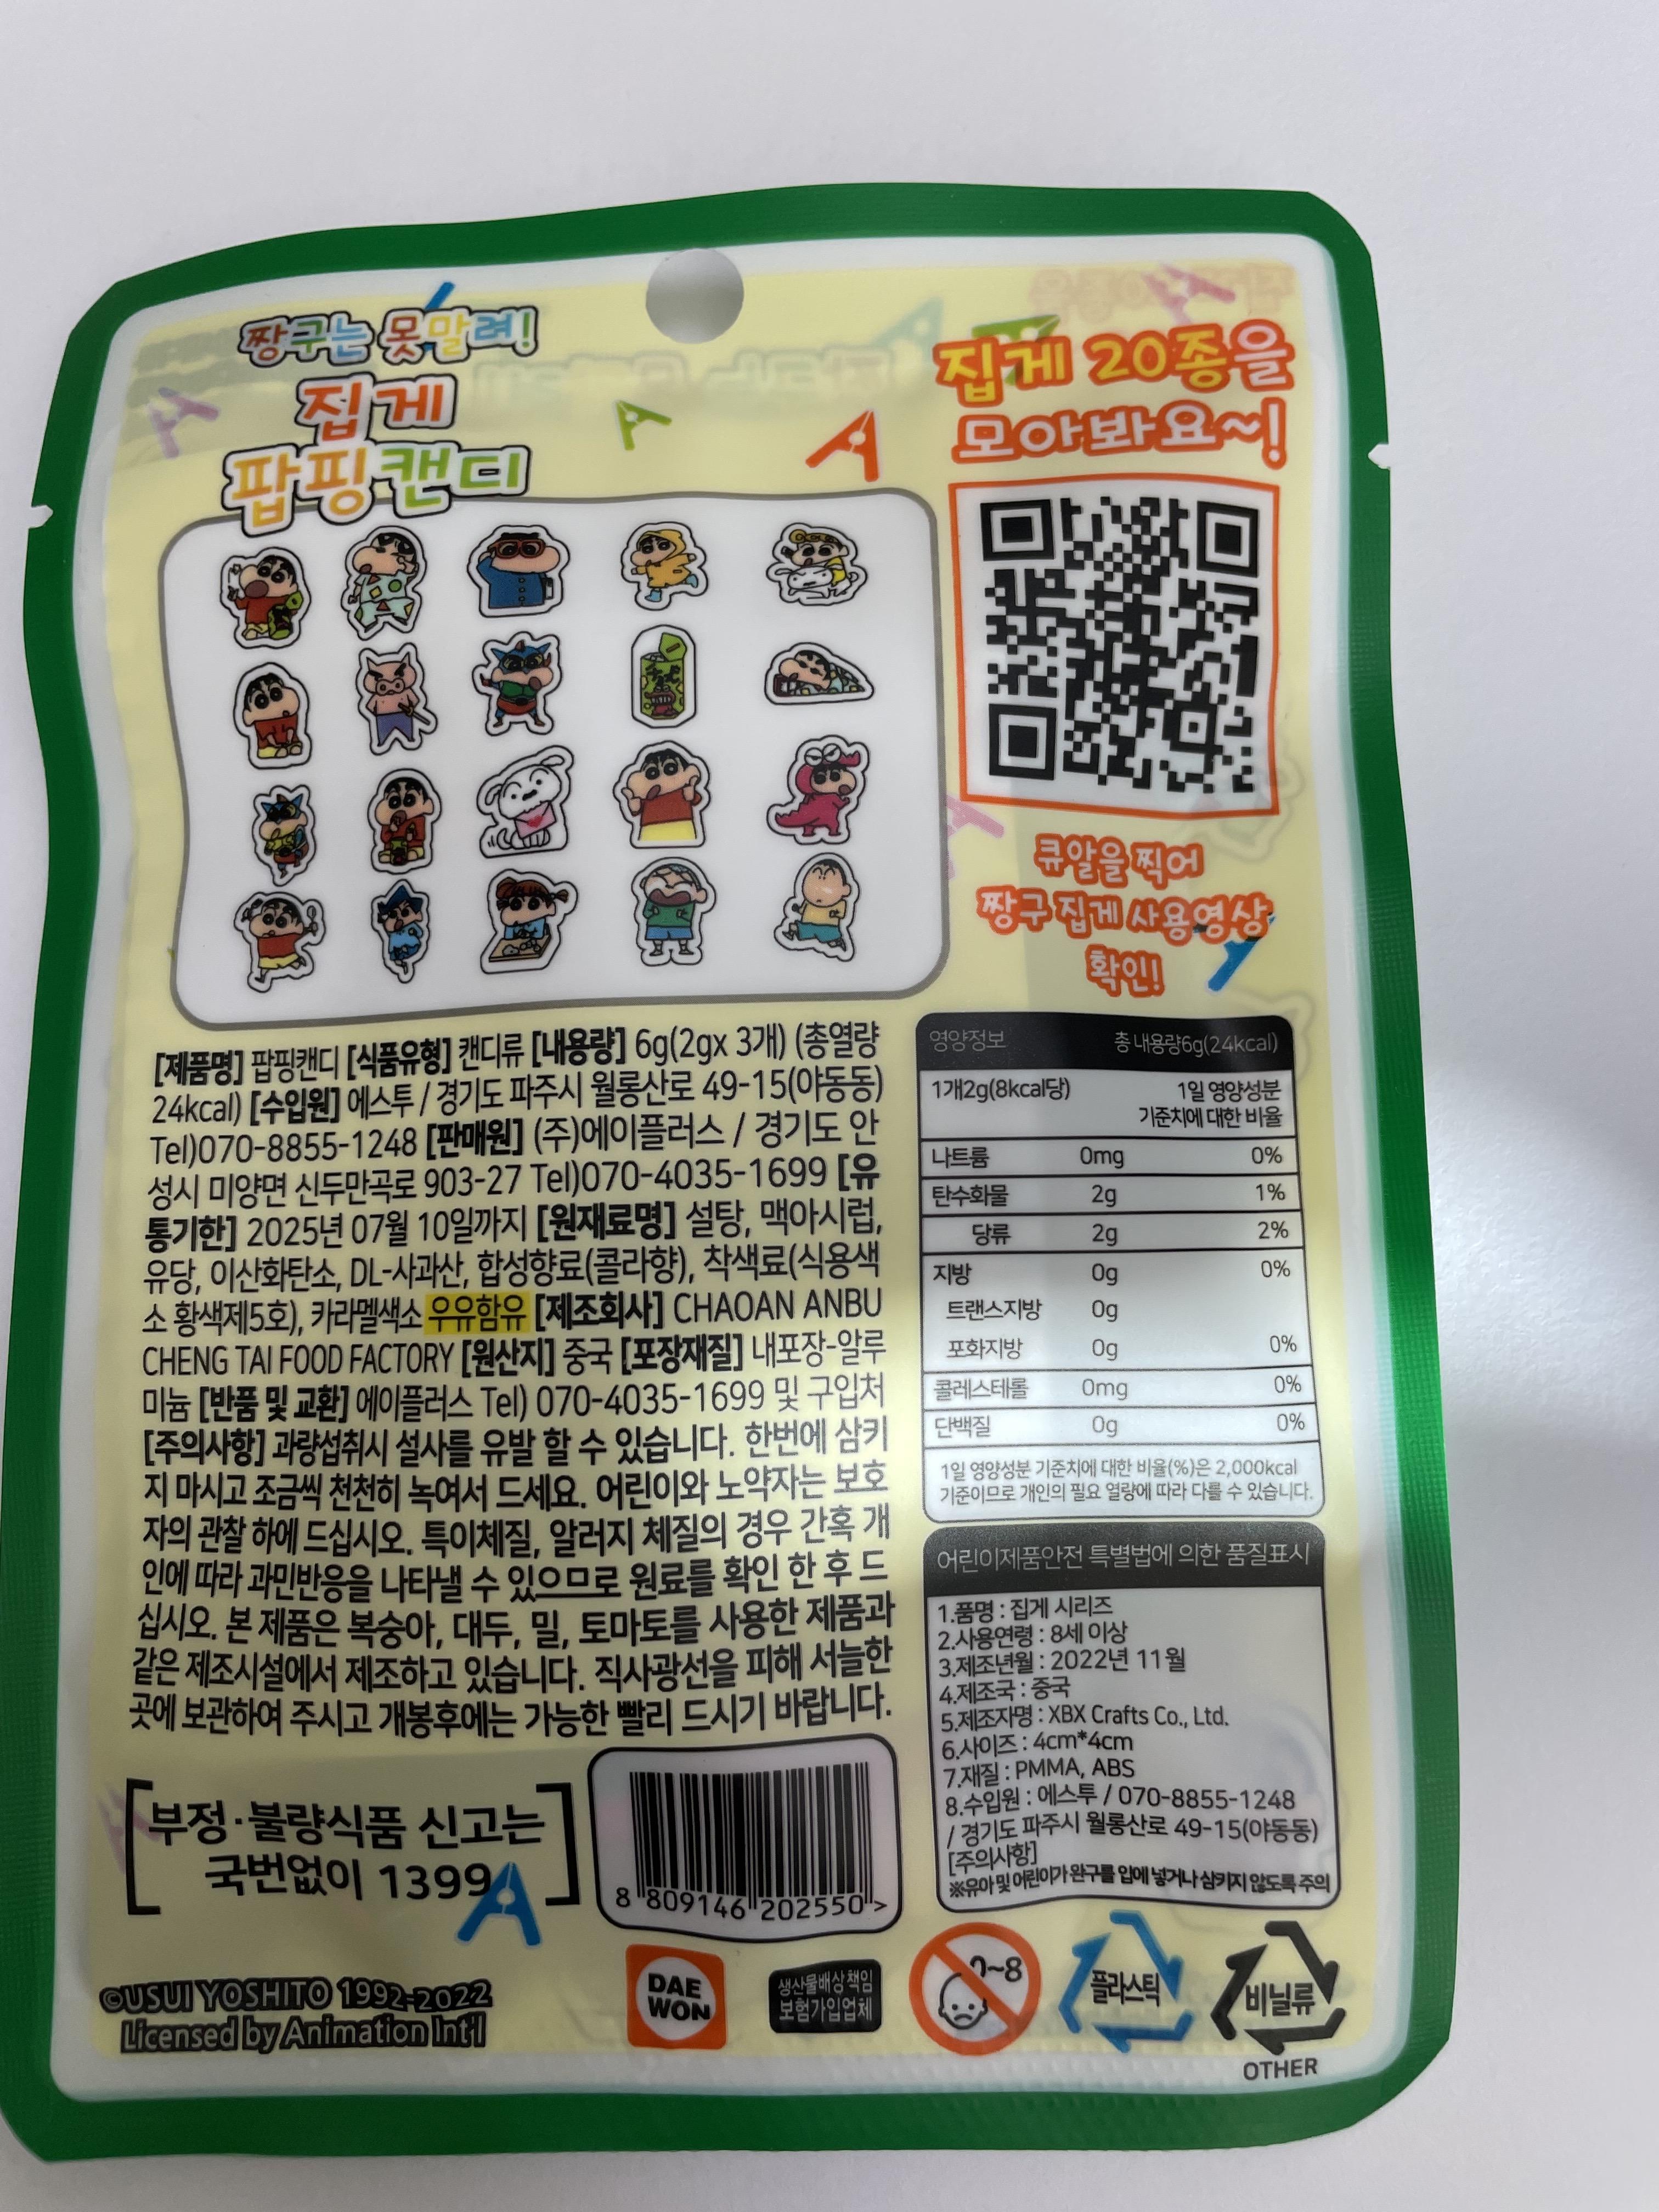 짱구는 못말려!
집게
팝핑캔디
집게 20종을
모아봐요~!
큐알을 찍어
짱구 집게 사용영상
확인!
[제품명] 팝핑캔디 [식품유형] 캔디류 [내용량] 6g(2gx 3개) (총열량
24kcal) [수입원] 에스투 / 경기도 파주시 월롱산로 49-15(야동동)
Tel)070-8855-1248 [판매원] (주)에이플러스 / 경기도 안
성시 미양면 신두만곡로 903-27 Tel)070-4035-1699 [유
통기한] 2025년 07월 10일까지 [원재료명] 설탕, 맥아시럽,
유당, 이산화탄소, DL-사과산, 합성향료(콜라향), 착색료(식용색
소 황색제5호), 카라멜색소 우유함유 [제조회사] CHAOAN ANBU
CHENG TAI FOOD FACTORY [원산지] 중국 [포장재질] 내포장-알루
미늄 [반품 및 교환] 에이플러스 Tel) 070-4035-1699 및 구입처
[주의사항] 과량섭취시 설사를 유발 할 수 있습니다. 한번에 삼키
지 마시고 조금씩 천천히 녹여서 드세요. 어린이와 노약자는 보호
자의 관찰 하에 드십시오. 특이체질, 알러지 체질의 경우 간혹 개
인에 따라 과민반응을 나타낼 수 있으므로 원료를 확인 한 후 드
십시오. 본 제품은 복숭아, 대두, 밀, 토마토를 사용한 제품과
같은 제조시설에서 제조하고 있습니다. 직사광선을 피해 서늘한
곳에 보관하여 주시고 개봉후에는 가능한 빨리 드시기 바랍니다.
영양정보 총 내용량6g(24kcal)
1개2g(8kcal당) 1일 영양성분
기준치에 대한 비율
나트륨 0mg 0%
탄수화물 2g 1%
당류 2g 2%
지방 0g 0%
트랜스지방 0g
포화지방 0g 0%
콜레스테롤 0mg 0%
단백질 0g 0%
1일 영양성분 기준치에 대한 비율(%)은 2,000kcal
기준이므로 개인의 필요 열량에 따라 다를 수 있습니다.
어린이제품안전 특별법에 의한 품질표시
1.품명 : 집게 시리즈
2.사용연령 : 8세 이상
3.제조년월 : 2022년 11월
4.제조국 : 중국
5.제조자명 : XBX Crafts Co., Ltd.
6.사이즈 : 4cm*4cm
7.재질 : PMMA, ABS
8.수입원 : 에스투 / 070-8855-1248
/ 경기도 파주시 월롱산로 49-15(야동동)
[주의사항]
※유아 및 어린이가 완구를 입에 넣거나 삼키지 않도록 주의
부정·불량식품 신고는
국번없이 1399
8 809146 202550 >
©USUI YOSHITO 1992-2022
Licensed by Animation Int'l
DAE
WON
생산물배상책임
보험가입업체
0~8
플라스틱
비닐류
OTHER